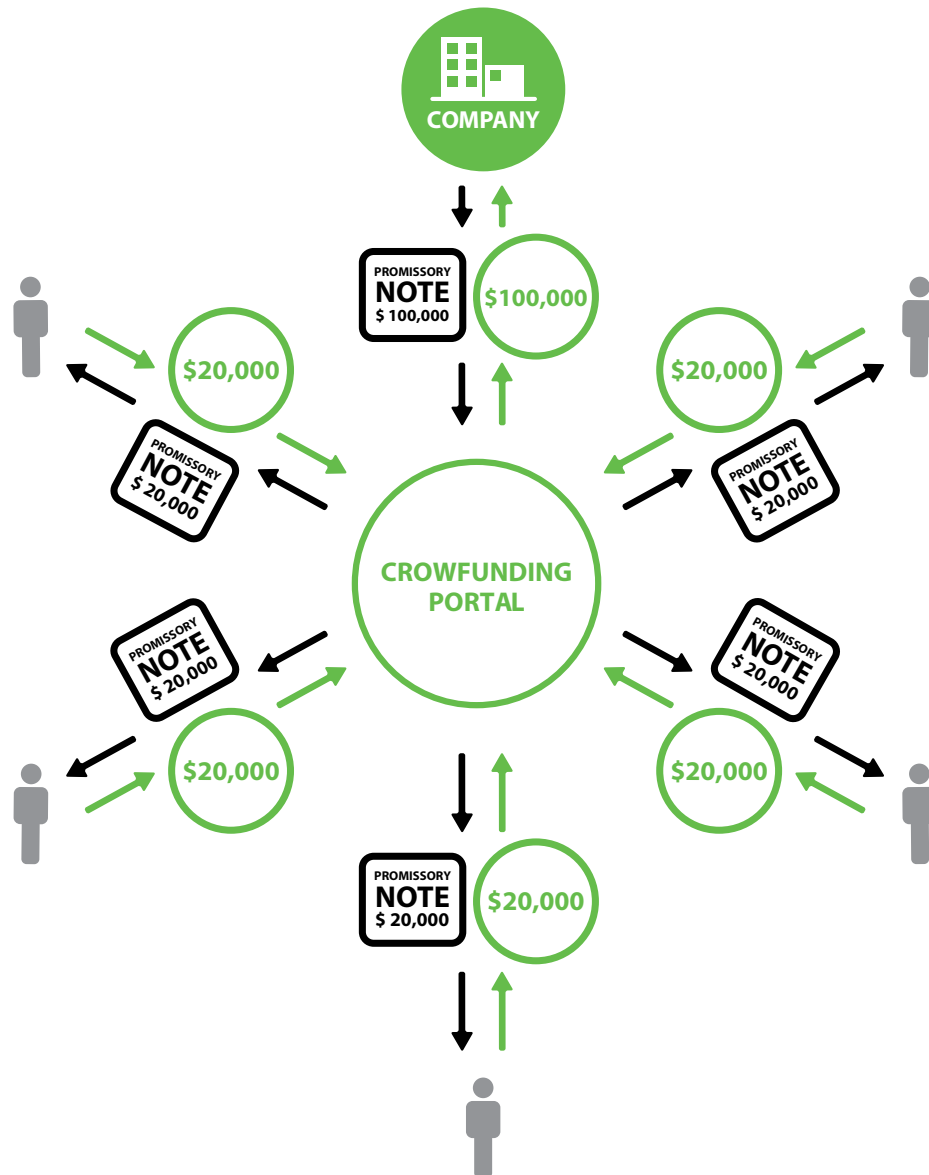 COMPANY
PROMISSORY
NOTE
$ 100,000
$100,000
$20,000
$20,000
PROMISSORY
NOTE
$ 20,000
PROMISSORY
NOTE
$ 20,000
CROWFUNDING
PORTAL
PROMISSORY
NOTE
$ 20,000
PROMISSORY
NOTE
$ 20,000
$20,000
$20,000
PROMISSORY
NOTE
$ 20,000
$20,000